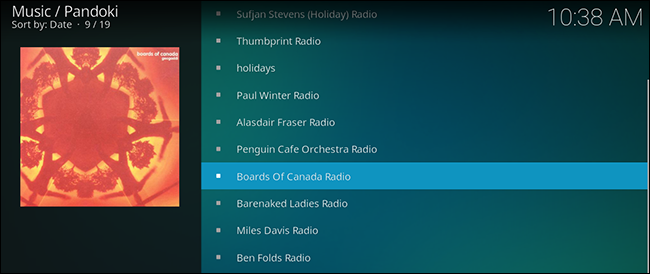 Music / Pandoki
Sort by: Date · 9 / 19
10:38 AM
boards of canada
geogaddi
Sufjan Stevens (Holiday) Radio
Thumbprint Radio
holidays
Paul Winter Radio
Alasdair Fraser Radio
Penguin Cafe Orchestra Radio
Boards Of Canada Radio
Barenaked Ladies Radio
Miles Davis Radio
Ben Folds Radio